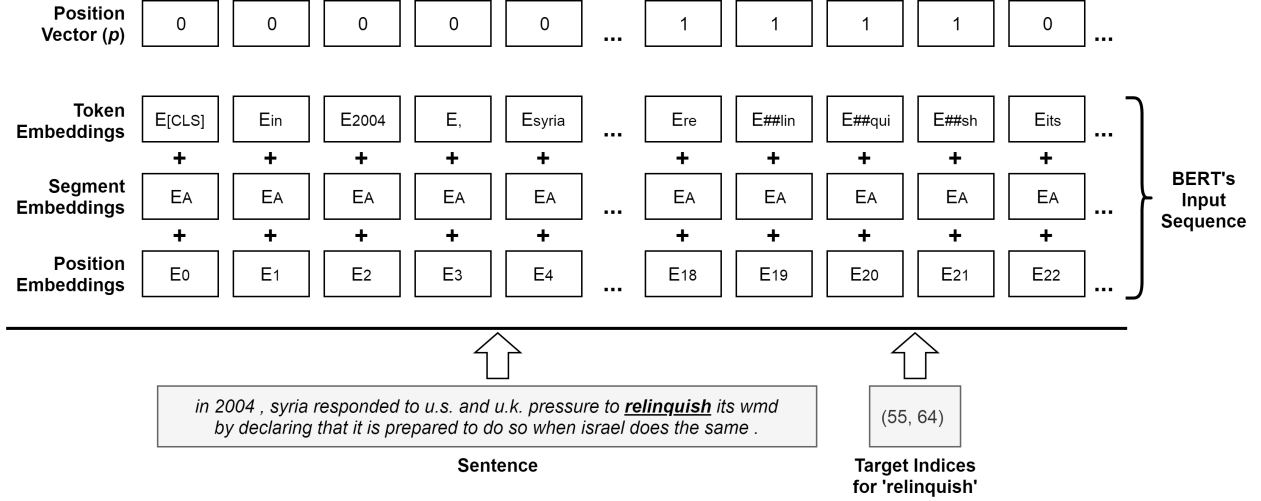 Position
Vector (p)
0 0 0 0 0 ... 1 1 1 1 0 ...
Token
Embeddings
E[CLS] Ein E2004 E, Esyria ... Ere E##lin E##qui E##sh Eits ...
+ + + + + + + + + +
Segment
Embeddings
EA EA EA EA EA ... EA EA EA EA EA ...
+ + + + + + + + + +
Position
Embeddings
E0 E1 E2 E3 E4 ... E18 E19 E20 E21 E22 ...
BERT's
Input
Sequence
in 2004 , syria responded to u.s. and u.k. pressure to relinquish its wmd
by declaring that it is prepared to do so when israel does the same .
Sentence
(55, 64)
Target Indices
for 'relinquish'